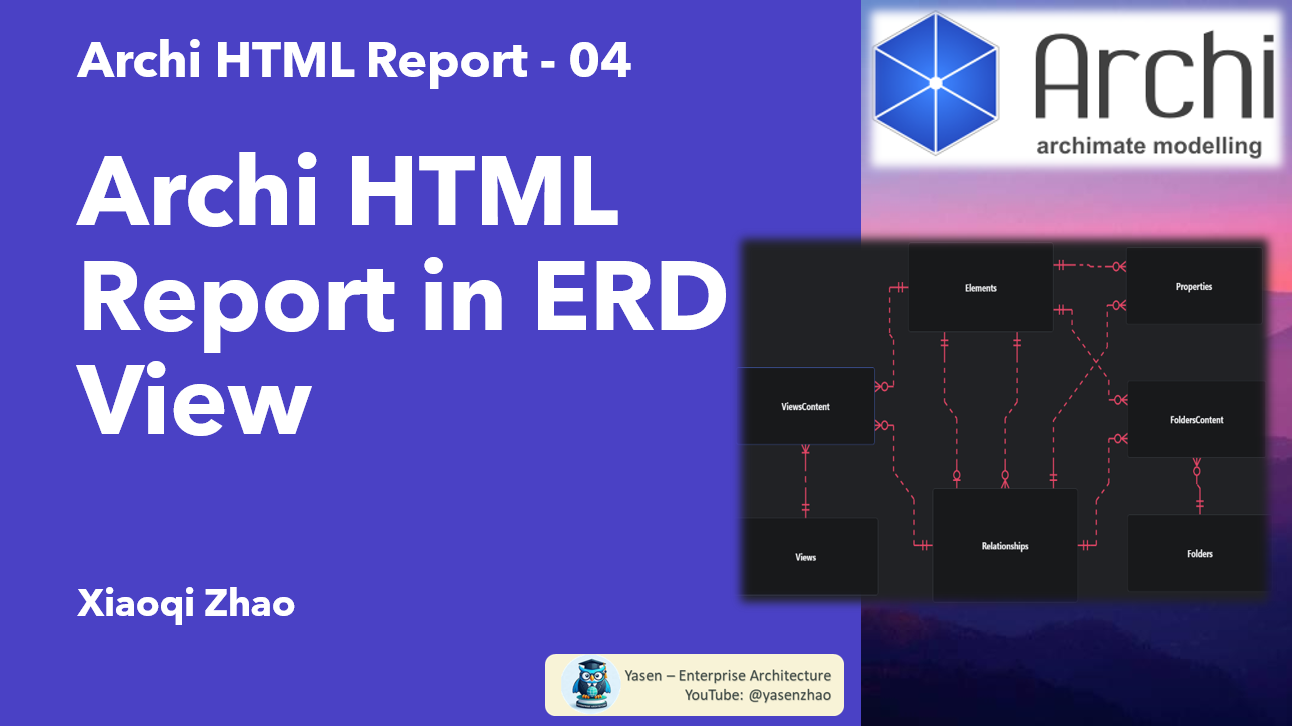 Archi HTML Report - 04
Archi HTML
Report in ERD
View
Xiaoqi Zhao
Yasen – Enterprise Architecture
YouTube: @yasenzhao
Archi
archimate modelling
Elements
Properties
ViewsContent
FoldersContent
Views
Relationships
Folders